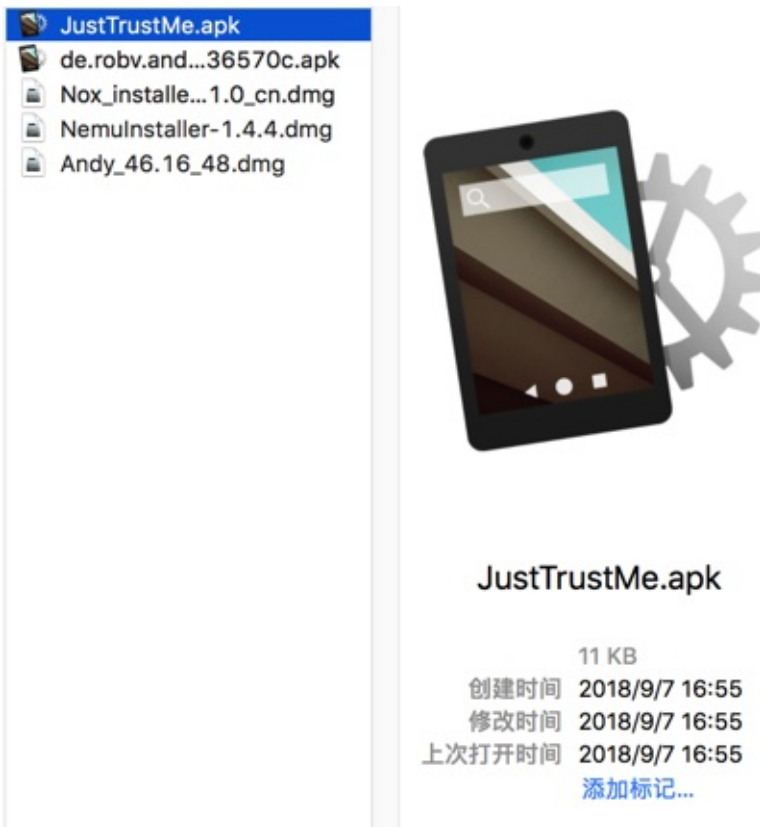 JustTrustMe.apk
de.robv.and...36570c.apk
Nox_installe...1.0_cn.dmg
NemuInstaller-1.4.4.dmg
Andy_46.16_48.dmg
JustTrustMe.apk
11 KB
创建时间 2018/9/7 16:55
修改时间 2018/9/7 16:55
上次打开时间 2018/9/7 16:55
添加标记...